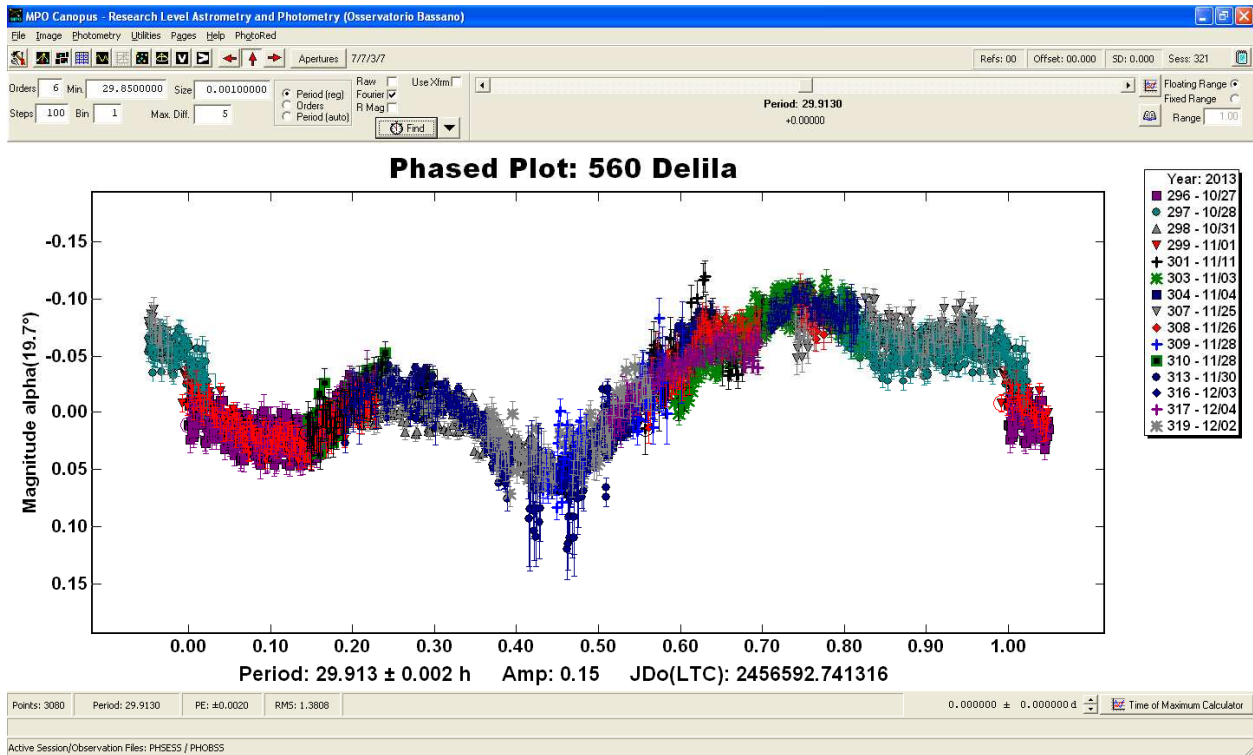 MPO Canopus - Research Level Astrometry and Photometry (Osservatorio Bassano)
File Image Photometry Utilities Pages Help PhotoRed
Apertures 7/7/3/7 Refs: 00 Offset: 00.000 SD: 0.000 Sess: 321
Orders 6 Min. 29.8500000 Size 0.00100000
Steps 100 Bin 1 Max. Diff. 5
Period (reg)
Orders
Period (auto)
Raw
Fourier
R Mag
Use Xfrm
Find
Period: 29.9130
+0.00000
Floating Range
Fixed Range
Range 1.00
Phased Plot: 560 Delila
Magnitude alpha(19.7º)
-0.15
-0.10
-0.05
0.00
0.05
0.10
0.15
0.00 0.10 0.20 0.30 0.40 0.50 0.60 0.70 0.80 0.90 1.00
Period: 29.913 ± 0.002 h Amp: 0.15 JDo(LTC): 2456592.741316
Year: 2013
296 - 10/27
297 - 10/28
298 - 10/31
299 - 11/01
301 - 11/11
303 - 11/03
304 - 11/04
307 - 11/25
308 - 11/26
309 - 11/28
310 - 11/28
313 - 11/30
316 - 12/03
317 - 12/04
319 - 12/02
Points: 3080 Period: 29.9130 PE: ±0.0020 RMS: 1.3808 0.000000 ± 0.000000 d Time of Maximum Calculator
Active Session/Observation Files: PHSESS / PHOBSS